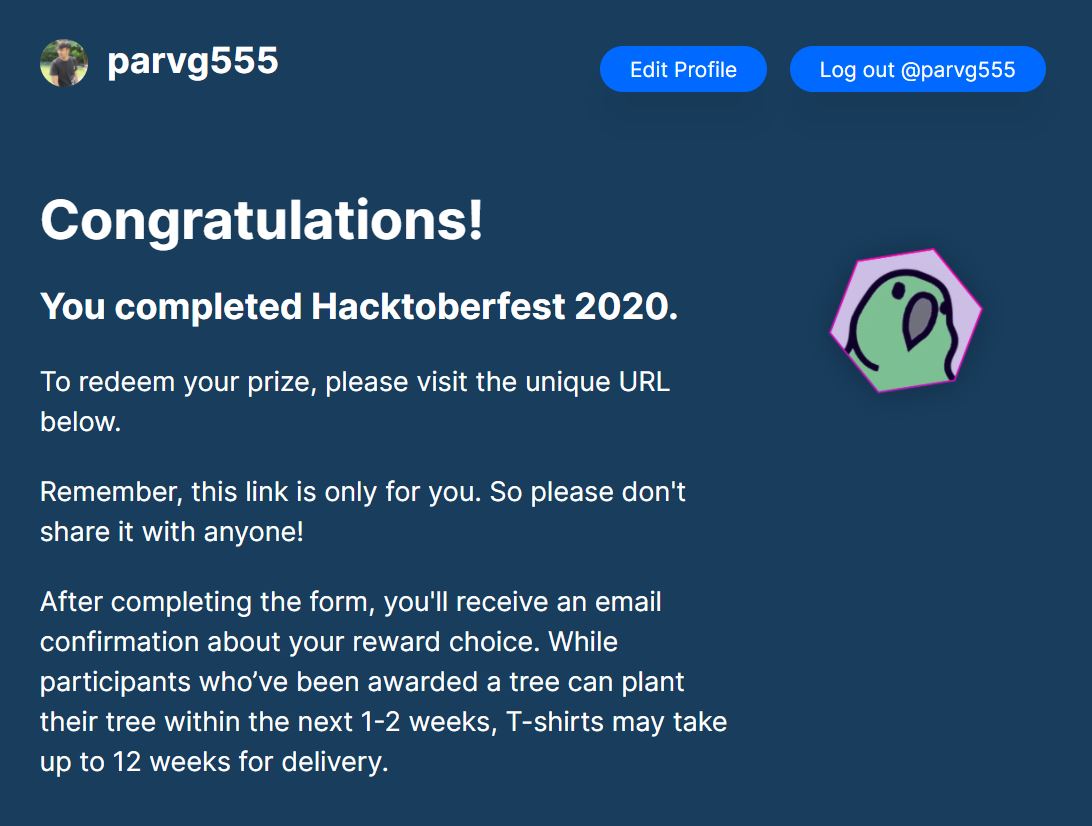 parvg555
Edit Profile
Log out @parvg555
Congratulations!
You completed Hacktoberfest 2020.
To redeem your prize, please visit the unique URL
below.
Remember, this link is only for you. So please don't
share it with anyone!
After completing the form, you'll receive an email
confirmation about your reward choice. While
participants who’ve been awarded a tree can plant
their tree within the next 1-2 weeks, T-shirts may take
up to 12 weeks for delivery.